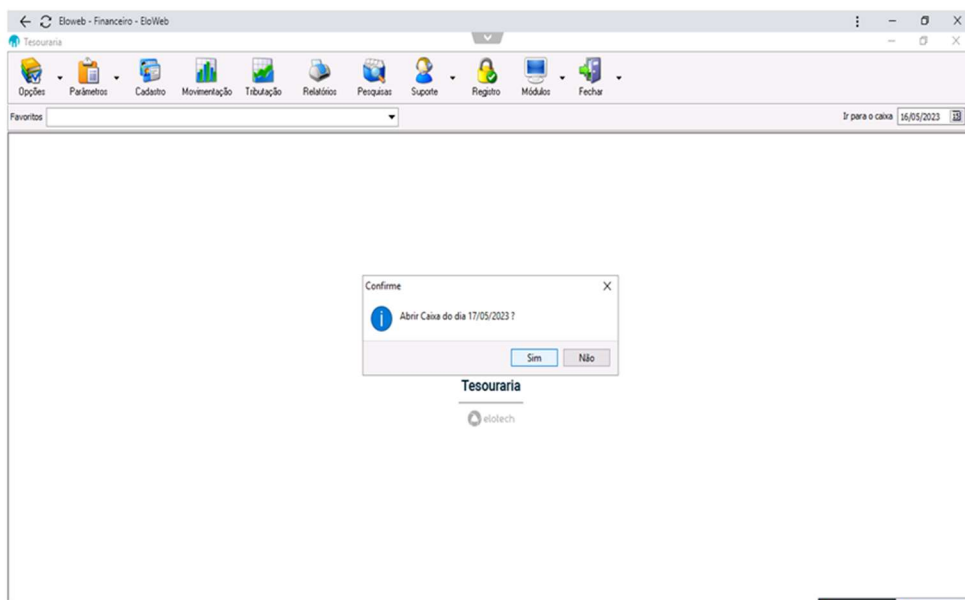 Eloweb - Financeiro - EloWeb
Tesouraria
Opções Parâmetros Cadastro Movimentação Tributação Relatórios Pesquisas Suporte Registro Módulos Fechar
Favoritos Ir para o caixa 16/05/2023 15
Confirme
Abrir Caixa do dia 17/05/2023 ?
Sim Não
Tesouraria
elotech